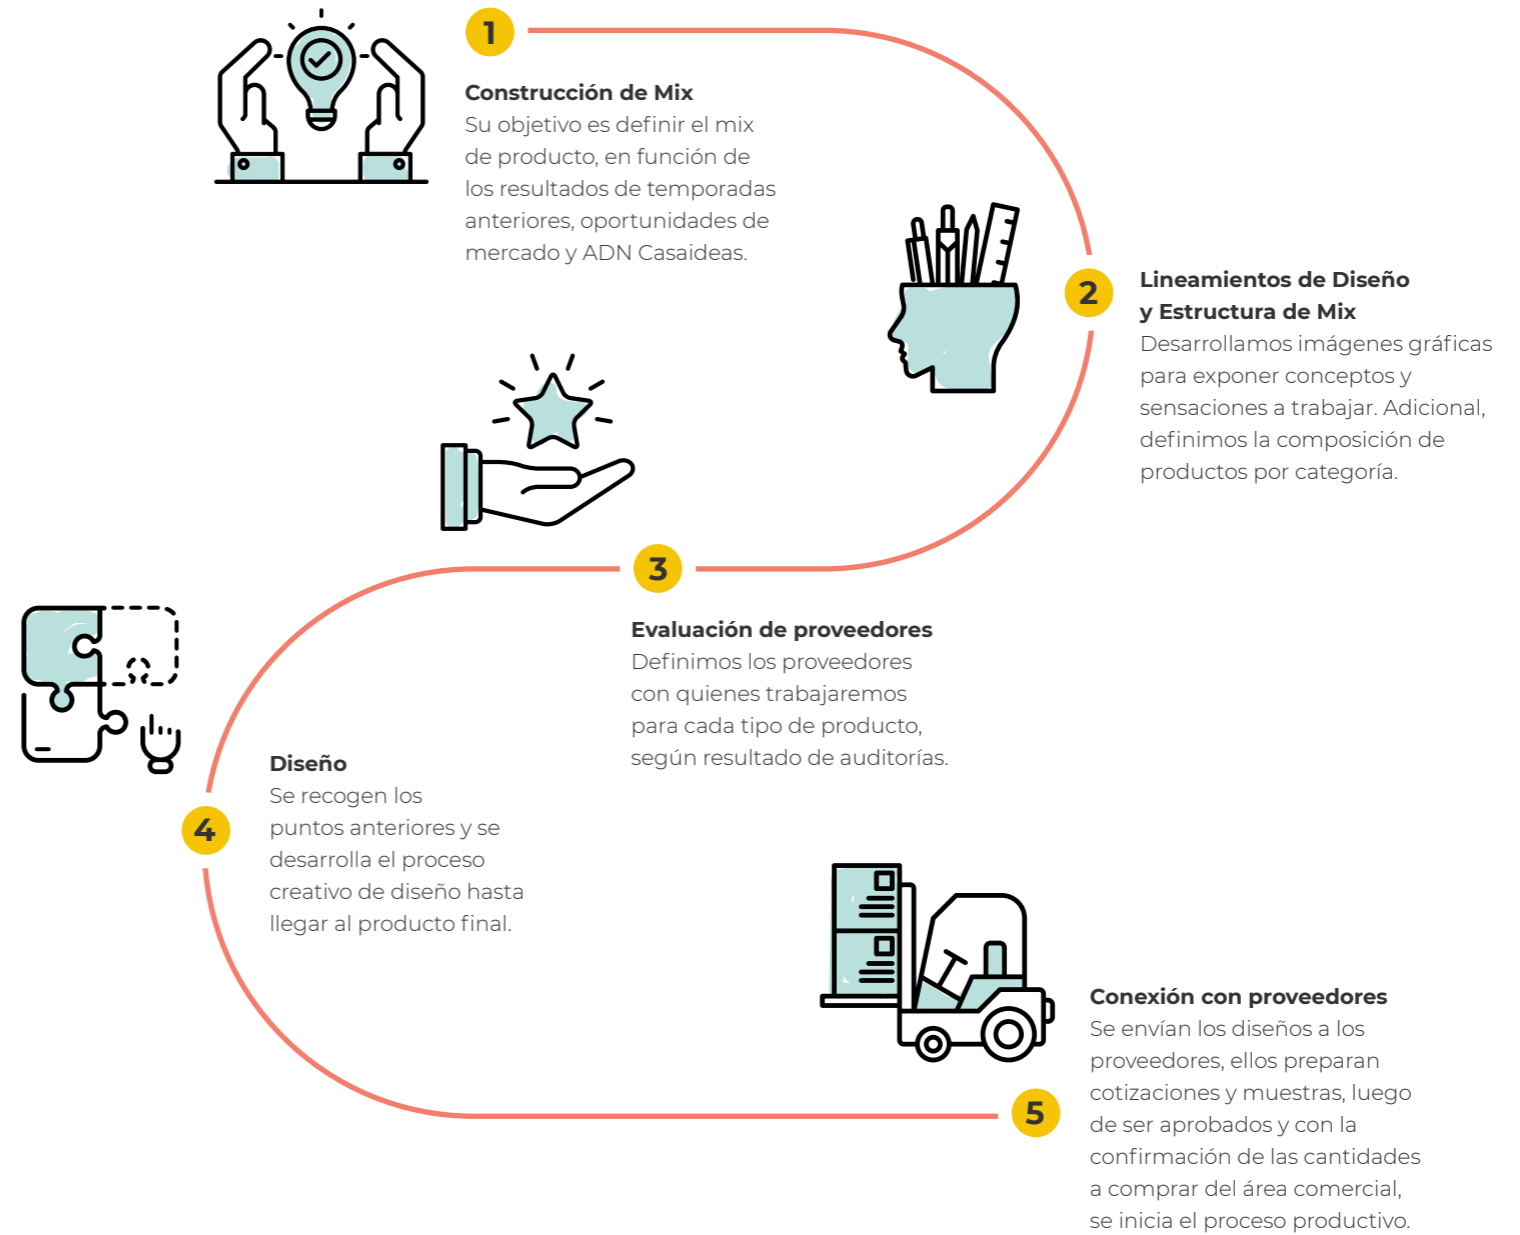 1
Construcción de Mix
Su objetivo es definir el mix
de producto, en función de
los resultados de temporadas
anteriores, oportunidades de
mercado y ADN Casaideas.
2
Lineamientos de Diseño
y Estructura de Mix
Desarrollamos imágenes gráficas
para exponer conceptos y
sensaciones a trabajar. Adicional,
definimos la composición de
productos por categoría.
3
Evaluación de proveedores
Definimos los proveedores
con quienes trabajaremos
para cada tipo de producto,
según resultado de auditorías.
4
Diseño
Se recogen los
puntos anteriores y se
desarrolla el proceso
creativo de diseño hasta
llegar al producto final.
5
Conexión con proveedores
Se envían los diseños a los
proveedores, ellos preparan
cotizaciones y muestras, luego
de ser aprobados y con la
confirmación de las cantidades
a comprar del área comercial,
se inicia el proceso productivo.